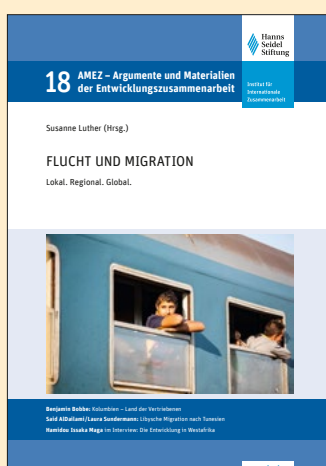 Hanns
Seidel
Stiftung
18 AMEZ – Argumente und Materialien
der Entwicklungszusammenarbeit
Institut für
Internationale
Zusammenarbeit
Susanne Luther (Hrsg.)
FLUCHT UND MIGRATION
Lokal. Regional. Global.
Benjamin Bobbe: Kolumbien – Land der Vertriebenen
Said AlDailami/Laura Sundermann: Libysche Migration nach Tunesien
Hamidou Issaka Maga im Interview: Die Entwicklung in Westafrika